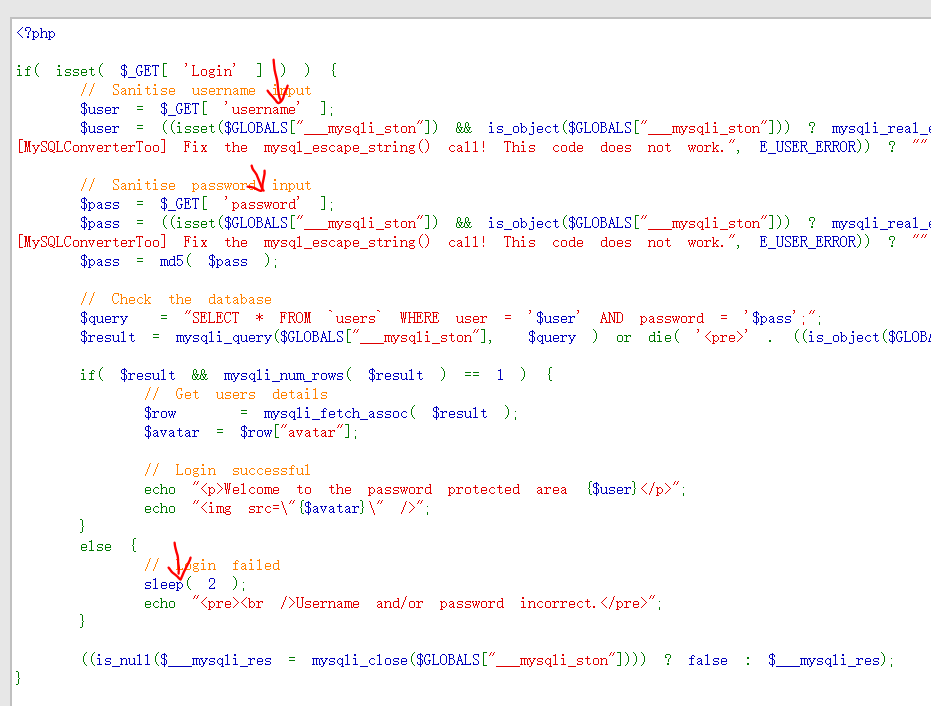 <?php
if( isset( $_GET[ 'Login' ] ) ) {
// Sanitise username input
$user = $_GET[ 'username' ];
$user = ((isset($GLOBALS["___mysqli_ston"]) && is_object($GLOBALS["___mysqli_ston"])) ? mysqli_real_e
[MySQLConverterToo] Fix the mysql_escape_string() call! This code does not work.", E_USER_ERROR)) ? ""
// Sanitise password input
$pass = $_GET[ 'password' ];
$pass = ((isset($GLOBALS["___mysqli_ston"]) && is_object($GLOBALS["___mysqli_ston"])) ? mysqli_real_e
[MySQLConverterToo] Fix the mysql_escape_string() call! This code does not work.", E_USER_ERROR)) ? ""
$pass = md5( $pass );
// Check the database
$query = "SELECT * FROM `users` WHERE user = '$user' AND password = '$pass';";
$result = mysqli_query($GLOBALS["___mysqli_ston"], $query ) or die( '<pre>' . ((is_object($GLOBA
if( $result && mysqli_num_rows( $result ) == 1 ) {
// Get users details
$row = mysqli_fetch_assoc( $result );
$avatar = $row["avatar"];
// Login successful
echo "<p>Welcome to the password protected area {$user}</p>";
echo "<img src=\"{$avatar}\" />";
}
else {
// Login failed
sleep( 2 );
echo "<pre><br />Username and/or password incorrect.</pre>";
}
((is_null($___mysqli_res = mysqli_close($GLOBALS["___mysqli_ston"]))) ? false : $___mysqli_res);
}